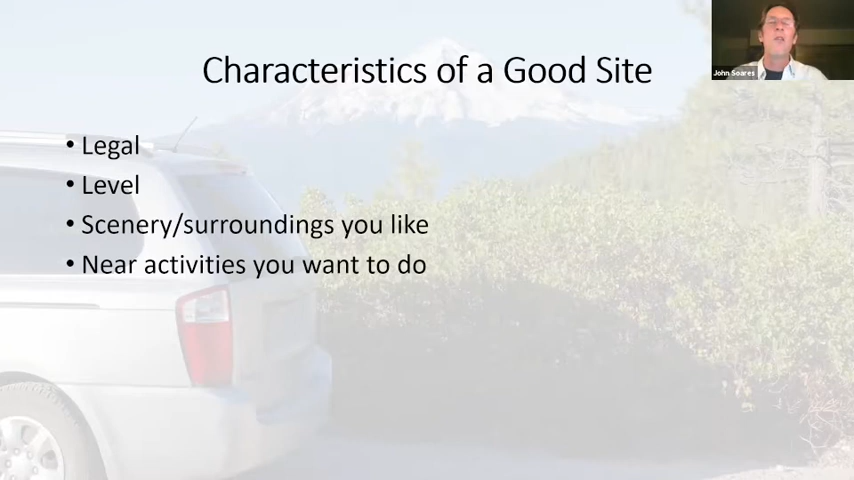 Characteristics of a Good Site
John Soares
• Legal
• Level
• Scenery/surroundings you like
• Near activities you want to do